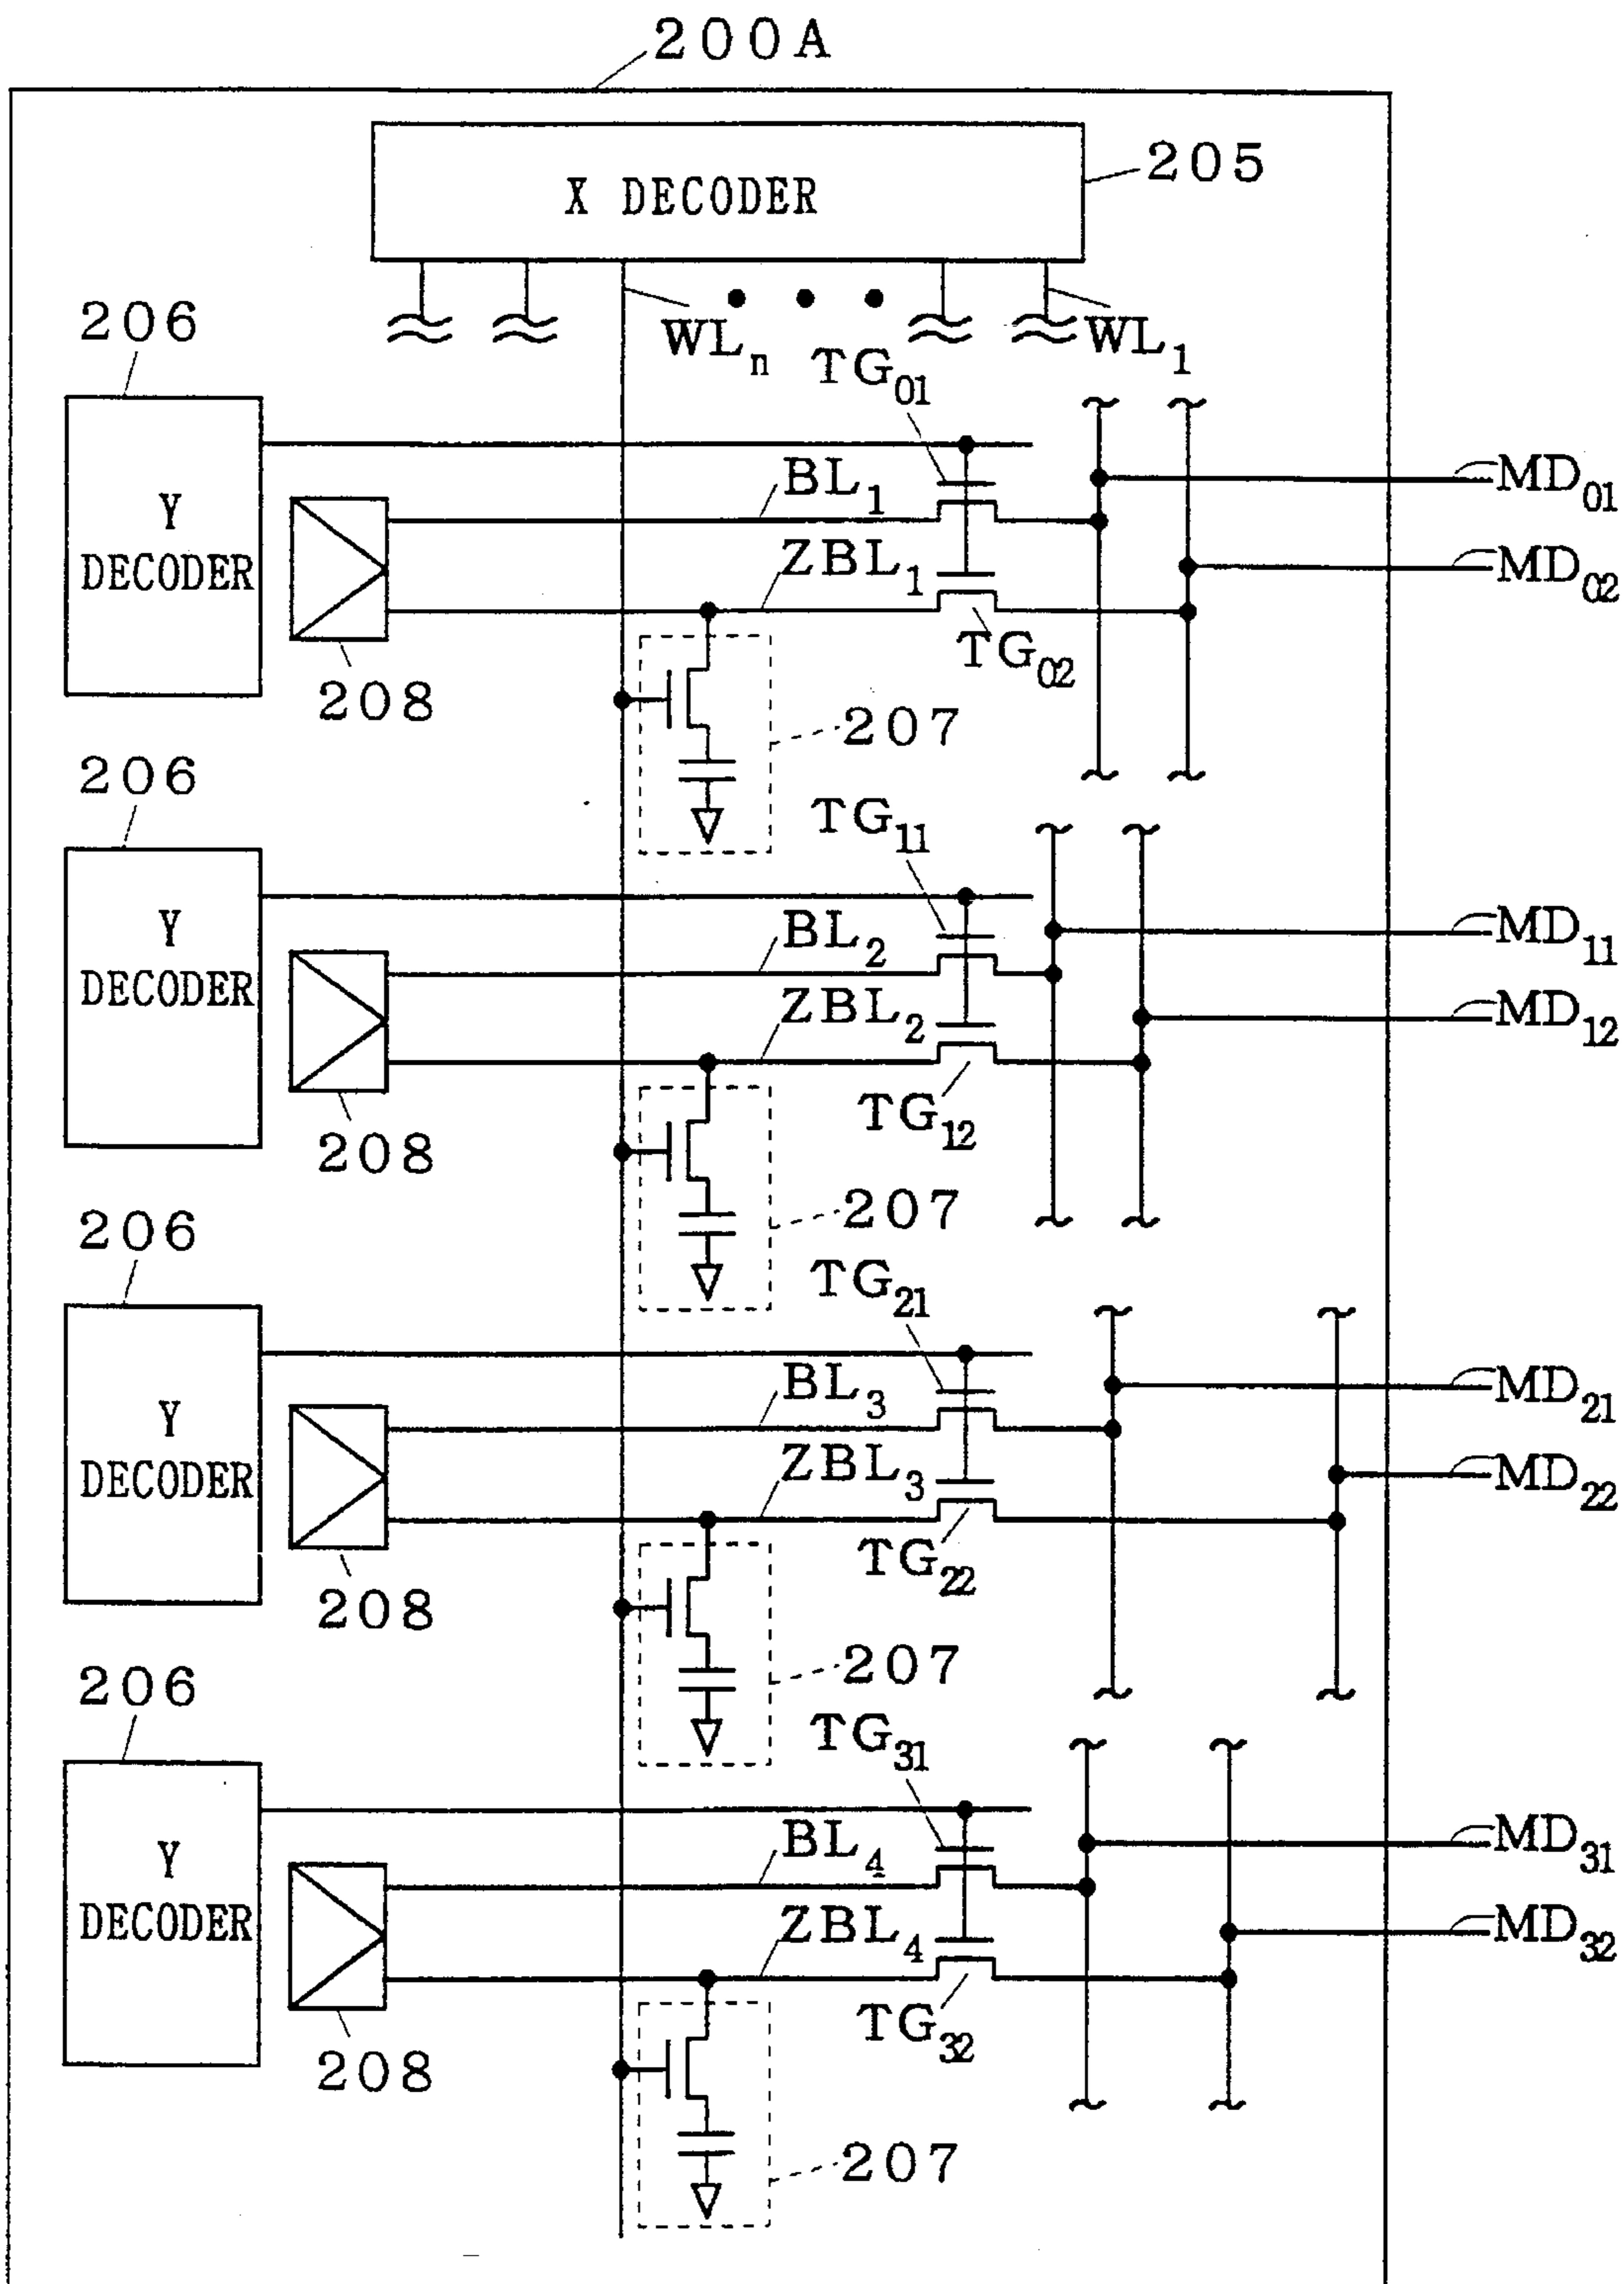 200A
X DECODER
205
WLn
WL1
206
Y
DECODER
TG01
BL1
MD01
ZBL1
MD02
TG02
208
207
206
Y
DECODER
TG11
BL2
MD11
ZBL2
MD12
TG12
208
207
206
Y
DECODER
TG21
BL3
MD21
ZBL3
MD22
TG22
208
207
206
Y
DECODER
TG31
BL4
MD31
ZBL4
MD32
TG32
208
207